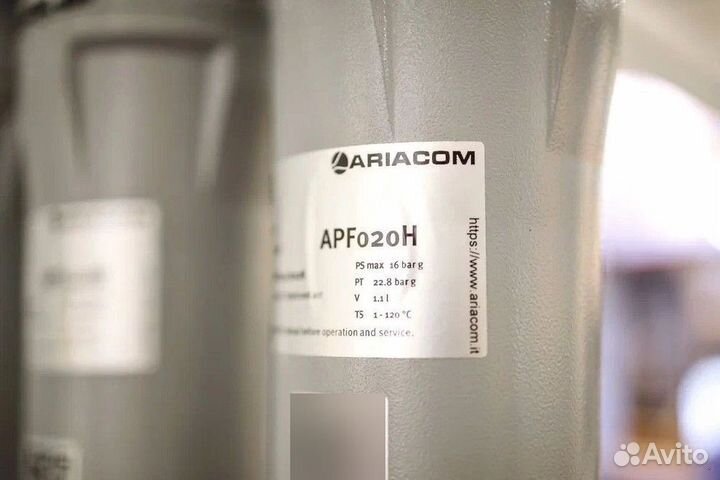 ARIACOM
APF020H
PS max 16 bar g
PT 22.8 bar g
V 1.1 l
TS 1 - 120 °C
before operation and service.
https://www.ariacom.it
Avito